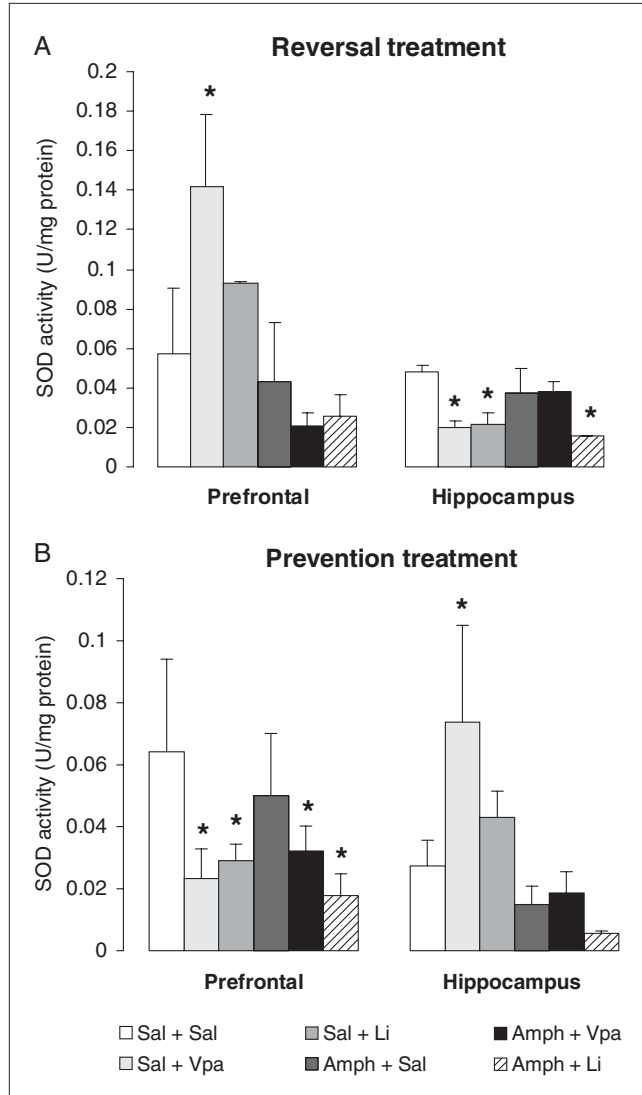 A
Reversal treatment
SOD activity (U/mg protein)
0.2
0.18
0.16
0.14
0.12
0.1
0.08
0.06
0.04
0.02
0
*
*
*
*
Prefrontal
Hippocampus
B
Prevention treatment
SOD activity (U/mg protein)
0.12
0.1
0.08
0.06
0.04
0.02
0
*
*
*
*
*
Prefrontal
Hippocampus
Sal + Sal
Sal + Li
Amph + Vpa
Sal + Vpa
Amph + Sal
Amph + Li